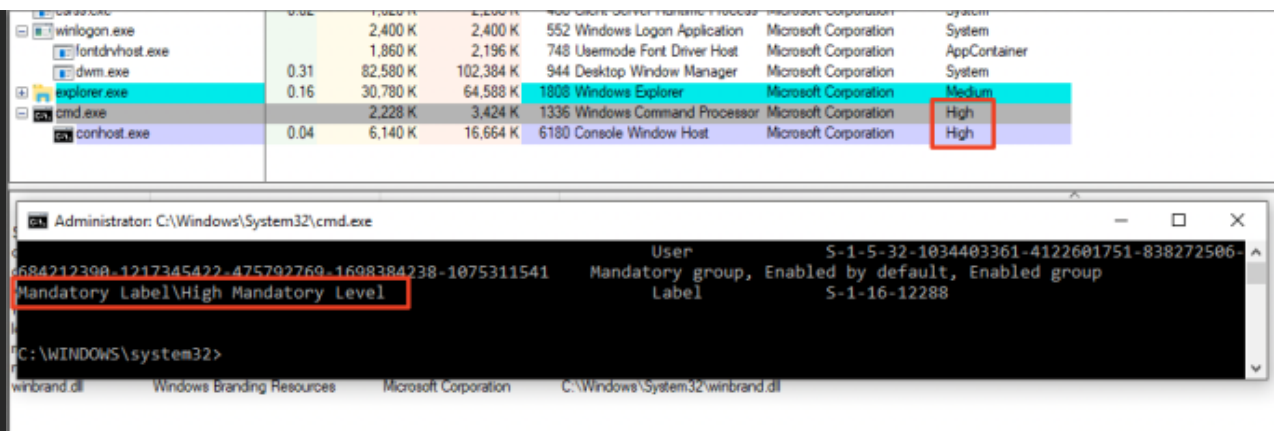 winlogon.exe 2,400 K 2,400 K 552 Windows Logon Application Microsoft Corporation System
fontdrvhost.exe 1,860 K 2,196 K 748 Usermode Font Driver Host Microsoft Corporation AppContainer
dwm.exe 0.31 82,580 K 102,384 K 944 Desktop Window Manager Microsoft Corporation System
explorer.exe 0.16 30,780 K 64,588 K 1808 Windows Explorer Microsoft Corporation Medium
cmd.exe 2,228 K 3,424 K 1336 Windows Command Processor Microsoft Corporation High
conhost.exe 0.04 6,140 K 16,664 K 6180 Console Window Host Microsoft Corporation High
Administrator: C:\Windows\System32\cmd.exe
User S-1-5-32-1034403361-4122601751-838272506-
684212390-1217345422-475792769-1698384238-1075311541 Mandatory group, Enabled by default, Enabled group
Mandatory Label\High Mandatory Level Label S-1-16-12288
C:\WINDOWS\system32>
winbrand.dll Windows Branding Resources Microsoft Corporation C:\Windows\System32\winbrand.dll